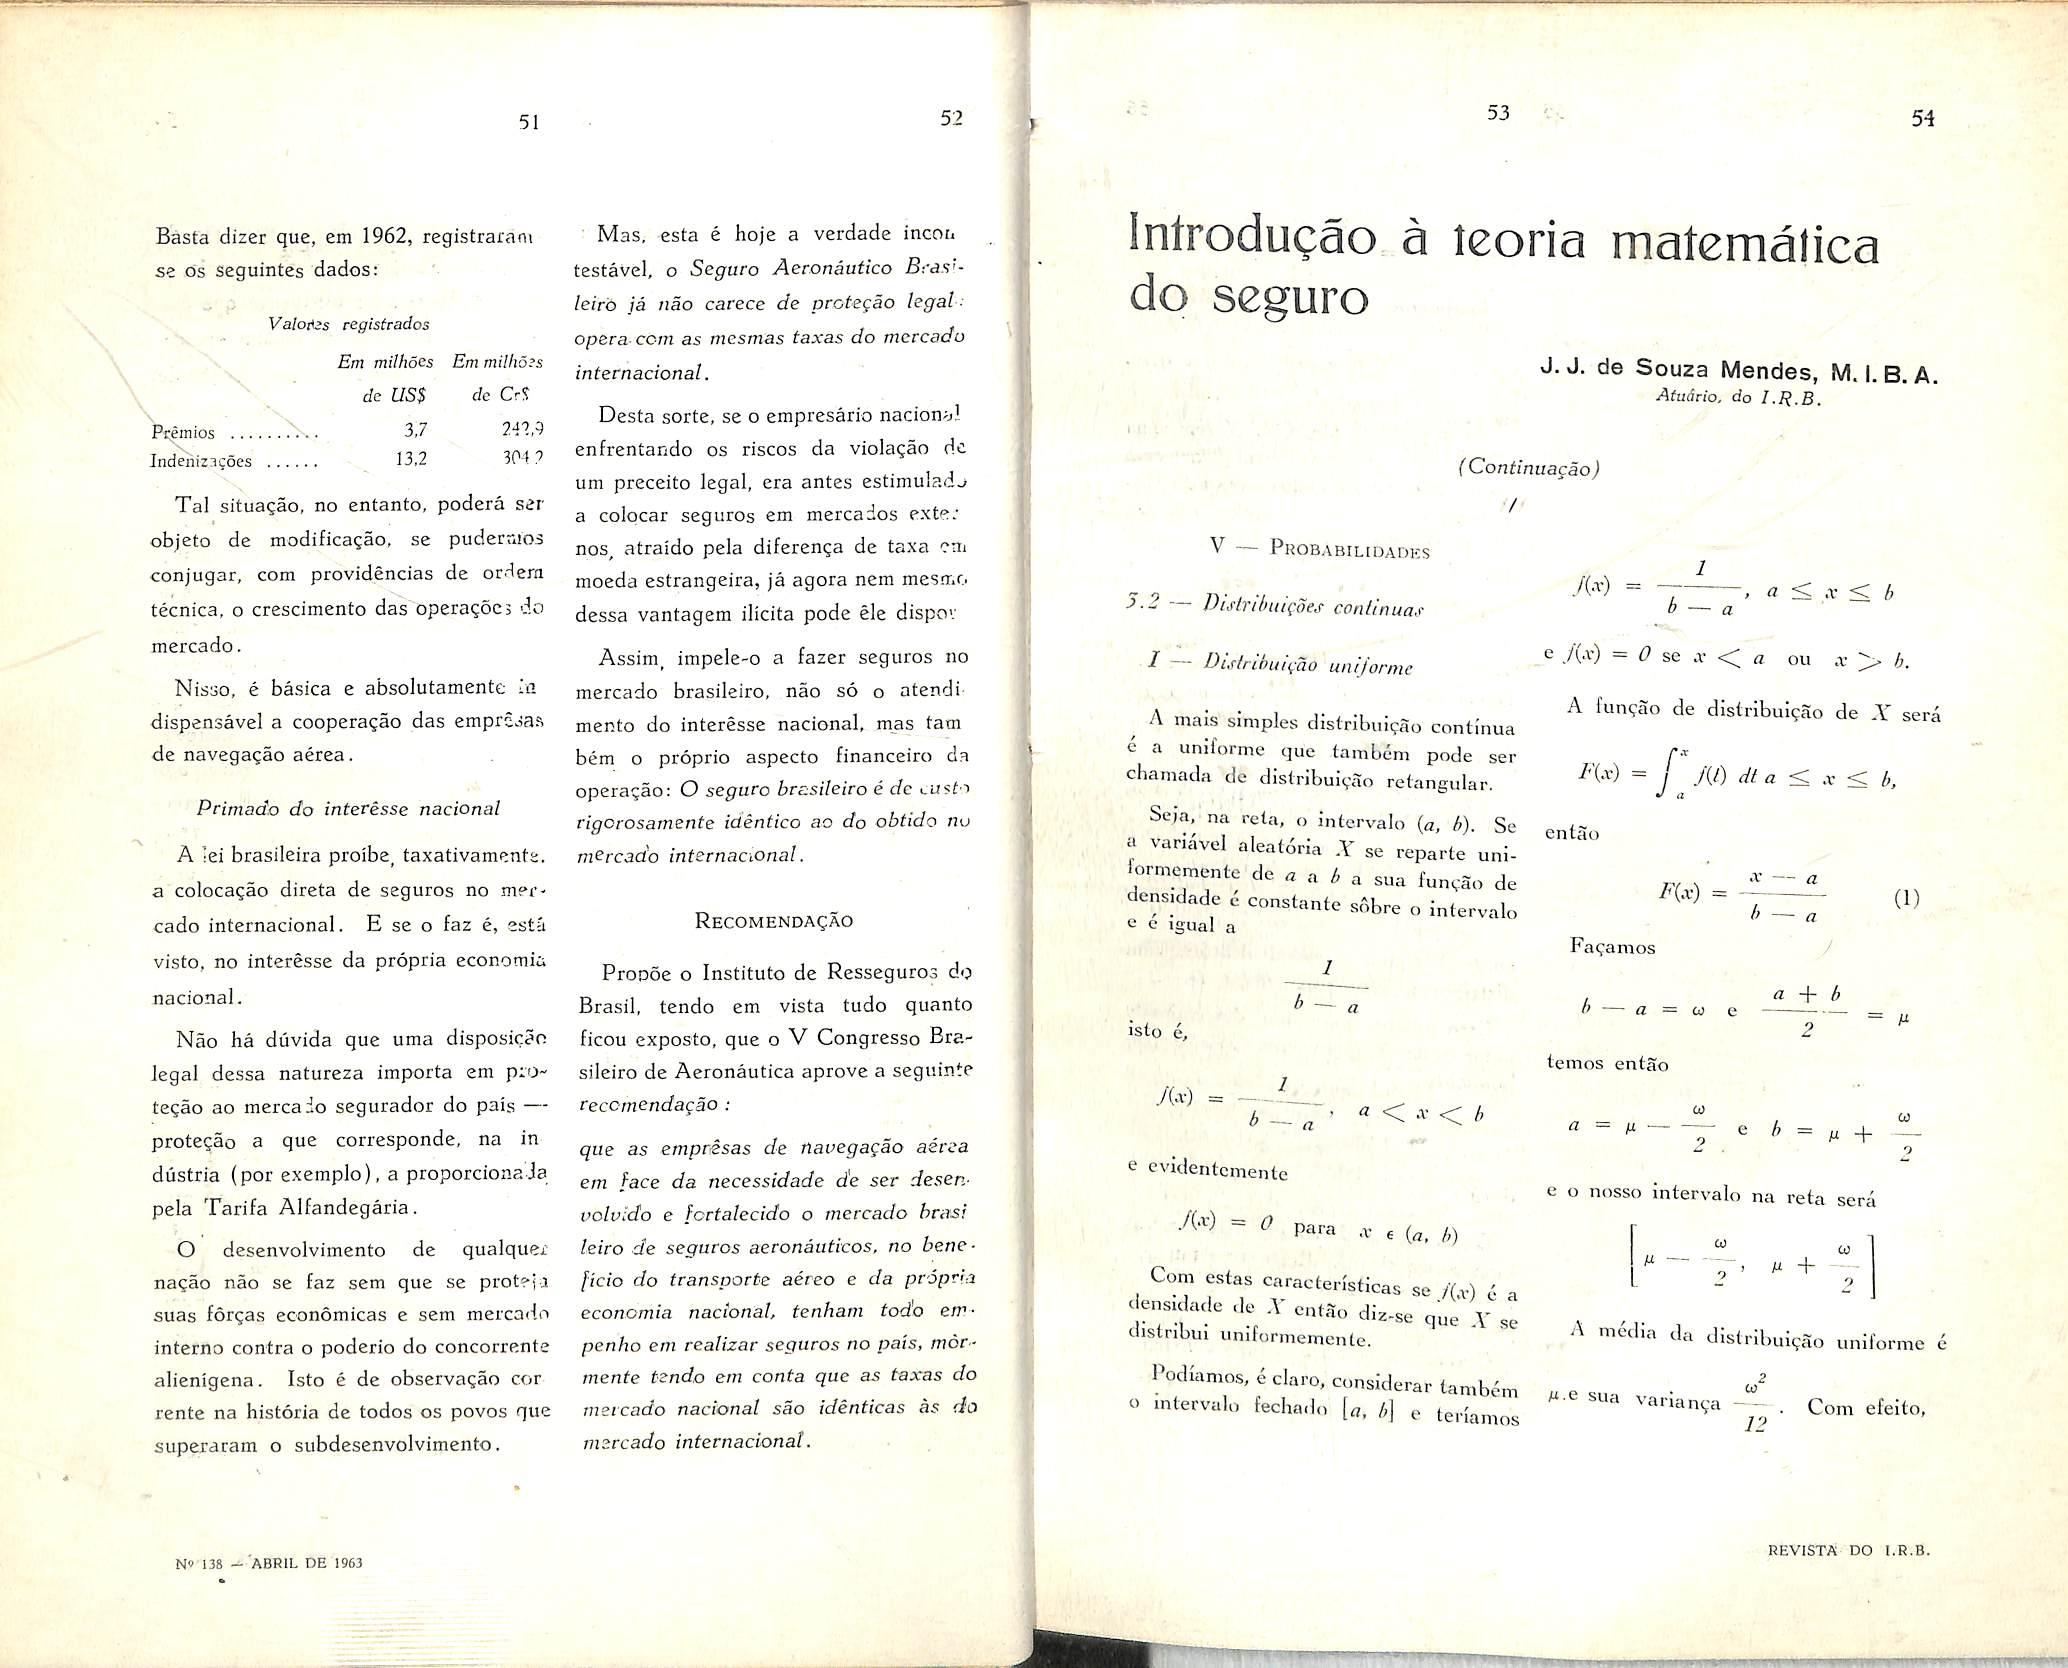 51
Basta dizer que, em 1962, registraram
se os seguintes dados:
Valores registrados
Em milhões Em milhões
de US$ de Cr$
Prêmios .......... 3,7 242,9
Indenizações ...... 13,2 304 2
Tal situação, no entanto, poderá ser
objeto de modificação, se pudermos
conjugar, com providências de ordem
técnica, o crescimento das operações do
mercado.
Nisso, é básica e absolutamente in
dispensável a cooperação das emprêsas
de navegação aérea.
Primado do interêsse nacional
A lei brasileira proíbe, taxativamente,
a colocação direta de seguros no mer-
cado internacional. E se o faz é, está
visto, no interêsse da própria economia
nacional.
Não há dúvida que uma disposição
legal dessa natureza importa em pro-
teção ao mercado segurador do país —
proteção a que corresponde, na in
dústria (por exemplo), a proporcionada
pela Tarifa Alfandegária.
O desenvolvimento de qualquer
nação não se faz sem que se proteja
suas fôrças econômicas e sem mercado
interno contra o poderio do concorrente
alienígena. Isto é de observação cor
rente na história de todos os povos que
superaram o subdesenvolvimento.
Nº 138 — ABRIL DE 1963
52
Mas, esta é hoje a verdade incon
testável, o Seguro Aeronáutico Brasi-
leiro já não carece de proteção legal:
opera com as mesmas taxas do mercado
internacional.
Desta sorte, se o empresário nacional
enfrentando os riscos da violação de
um preceito legal, era antes estimulado
a colocar seguros em mercados exter
nos, atraído pela diferença de taxa em
moeda estrangeira, já agora nem mesmo
dessa vantagem ilícita pode êle dispor
Assim, impele-o a fazer seguros no
mercado brasileiro, não só o atendi
mento do interêsse nacional, mas tam
bém o próprio aspecto financeiro da
operação: O seguro brasileiro é de custo
rigorosamente idêntico ao do obtido no
mercado internacional.
RECOMENDAÇÃO
Propõe o Instituto de Resseguros do
Brasil, tendo em vista tudo quanto
ficou exposto, que o V Congresso Bra-
sileiro de Aeronáutica aprove a seguinte
recomendação :
que as emprêsas de navegação aérea
em face da necessidade de ser desen-
volvido e fortalecido o mercado brasi
leiro de seguros aeronáuticos, no bene-
fício do transporte aéreo e da própria
economia nacional, tenham todo em-
penho em realizar seguros no país, mòr-
mente tendo em conta que as taxas do
mercado nacional são idênticas às do
mercado internacional.
53
54
Introdução à teoria matemática
do seguro
J. J. de Souza Mendes, M. I. B. A.
Atuário, do I.R.B.
(Continuação)
V — PROBABILIDADES
5.2 — Distribuições continuas
I — Distribuição uniforme
A mais simples distribuição contínua
é a uniforme que também pode ser
chamada de distribuição retangular.
Seja, na reta, o intervalo (a, b). Se
a variável aleatória X se reparte uni-
formemente de a a b a sua função de
densidade é constante sôbre o intervalo
e é igual a
1
b — a
isto é,
f(x) = 1 / b — a , a < x < b
e evidentemente
f(x) = 0 para x ϵ (a, b)
Com estas características se f(x) é a
densidade de X então diz-se que X se
distribui uniformemente.
Podíamos, é claro, considerar também
o intervalo fechado [a, b] e teríamos
f(x) = 1 / b — a , a ≤ x ≤ b
e f(x) = 0 se x < a ou x > b.
A função de distribuição de X será
F(x) = ∫ₐˣ f(t) dt a ≤ x ≤ b,
então
F(x) = x — a / b — a (1)
Façamos
b — a = ω e a + b / 2 = μ
temos então
a = μ — ω / 2 e b = μ + ω / 2
e o nosso intervalo na reta será
[ μ — ω / 2 , μ + ω / 2 ]
A média da distribuição uniforme é
μ.e sua variança ω² / 12 . Com efeito,
REVISTA DO I.R.B.